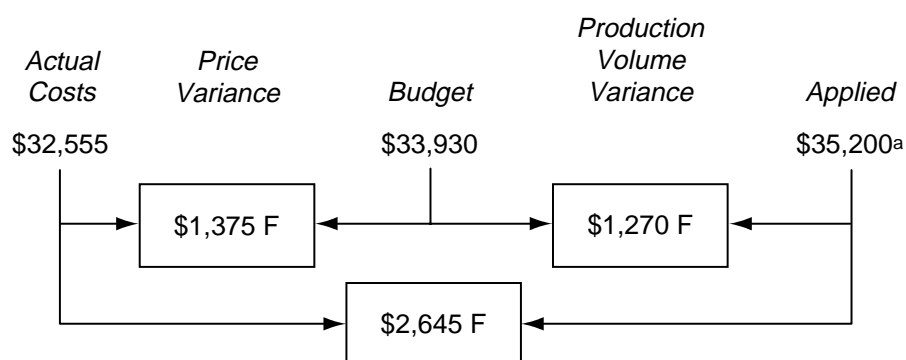 Actual
Costs
$32,555
Price
Variance
Budget
$33,930
Production
Volume
Variance
Applied
$35,200a
$1,375 F
$1,270 F
$2,645 F